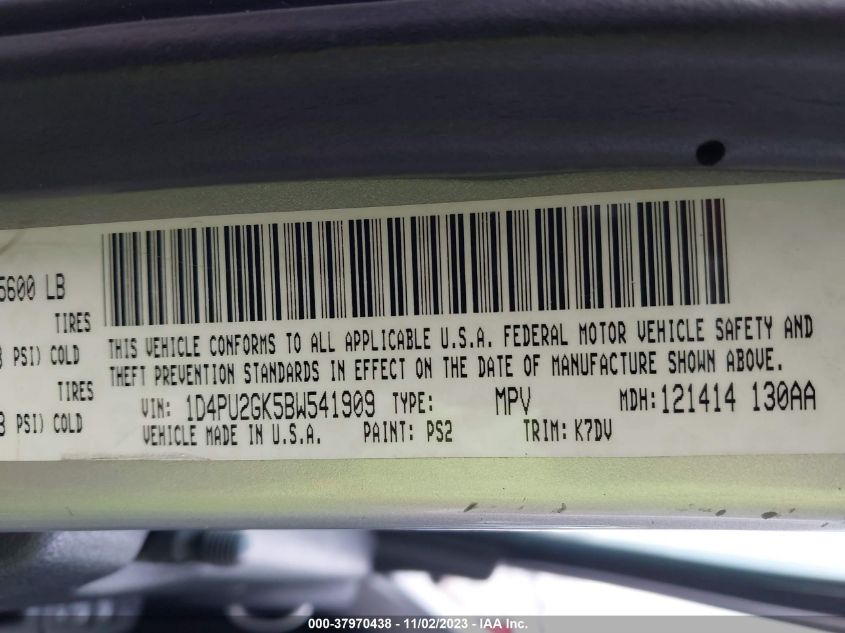 5600 LB
TIRES
PSI) COLD
TIRES
PSI) COLD
THIS VEHICLE CONFORMS TO ALL APPLICABLE U.S.A. FEDERAL MOTOR VEHICLE SAFETY AND
THEFT PREVENTION STANDARDS IN EFFECT ON THE DATE OF MANUFACTURE SHOWN ABOVE.
VIN: 1D4PU2GK5BW541909 TYPE: MPV MDH: 121414 130AA
VEHICLE MADE IN U.S.A. PAINT: PS2 TRIM: K7DV
000-37970438 - 11/02/2023 - IAA Inc.